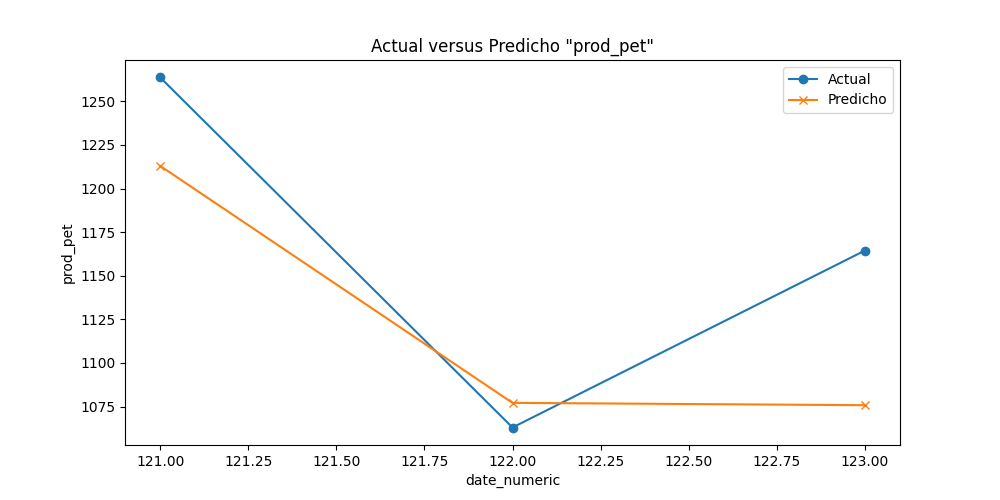 Actual versus Predicho "prod_pet"
Actual
Predicho
prod_pet
1250
1225
1200
1175
1150
1125
1100
1075
121.00 121.25 121.50 121.75 122.00 122.25 122.50 122.75 123.00
date_numeric